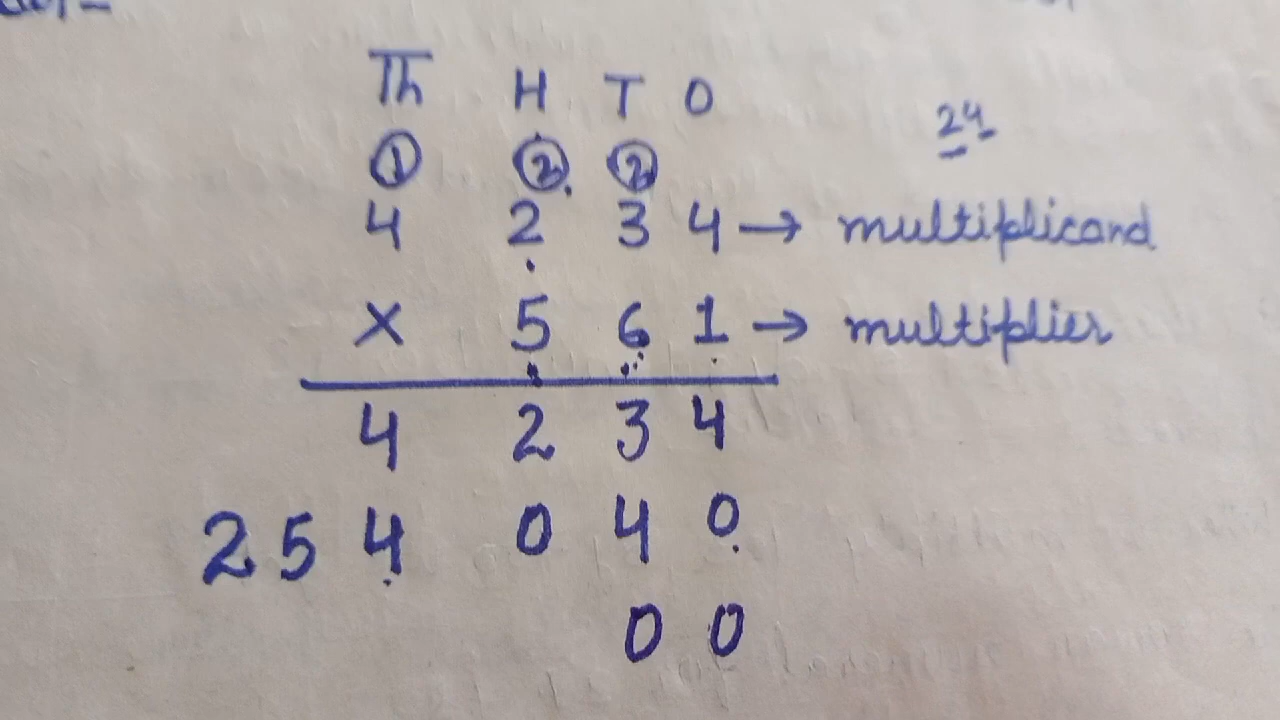 Th H T O
1 2 2
24
4 2 3 4 → multiplicand
× 5 6 1 → multiplier
4 2 3 4
2 5 4 0 4 0
0 0